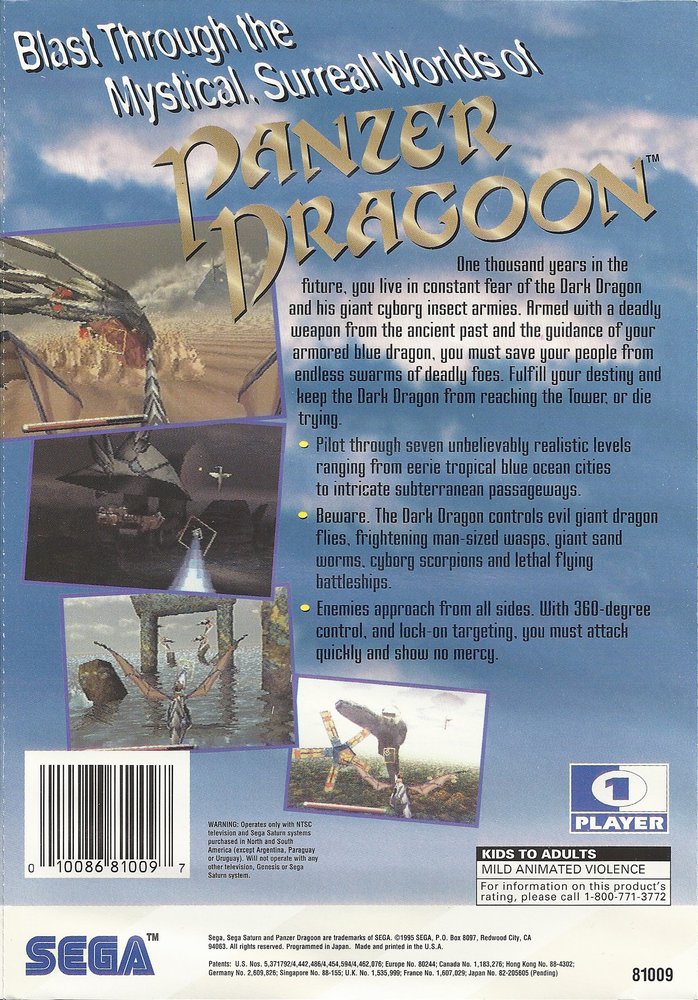 Blast Through the
Mystical, Surreal Worlds of
PANZER
DRAGOON™
One thousand years in the
future, you live in constant fear of the Dark Dragon
and his giant cyborg insect armies. Armed with a deadly
weapon from the ancient past and the guidance of your
armored blue dragon, you must save your people from
endless swarms of deadly foes. Fulfill your destiny and
keep the Dark Dragon from reaching the Tower, or die
trying.
Pilot through seven unbelievably realistic levels
ranging from eerie tropical blue ocean cities
to intricate subterranean passageways.
Beware. The Dark Dragon controls evil giant dragon
flies, frightening man-sized wasps, giant sand
worms, cyborg scorpions and lethal flying
battleships.
Enemies approach from all sides. With 360-degree
control, and lock-on targeting, you must attack
quickly and show no mercy.
0 10086 81009 7
WARNING: Operates only with NTSC
television and Sega Saturn systems
purchased in North and South
America (except Argentina, Paraguay
or Uruguay). Will not operate with any
other television, Genesis or Sega
Saturn system.
1
PLAYER
KIDS TO ADULTS
MILD ANIMATED VIOLENCE
For information on this product's
rating, please call 1-800-771-3772
SEGA™
Sega, Sega Saturn and Panzer Dragoon are trademarks of SEGA. ©1995 SEGA, P.O. Box 8097, Redwood City, CA
94063. All rights reserved. Programmed in Japan. Made and printed in the U.S.A.
Patents: U.S. Nos. 5,371,792/4,442,486/4,454,594/4,462,076; Europe No. 80244; Canada No. 1,183,276; Hong Kong No. 88-4302;
Germany No. 2,609,826; Singapore No. 88-155; U.K. No. 1,535,999; France No. 1,607,029; Japan No. 82-205605 (Pending)
81009